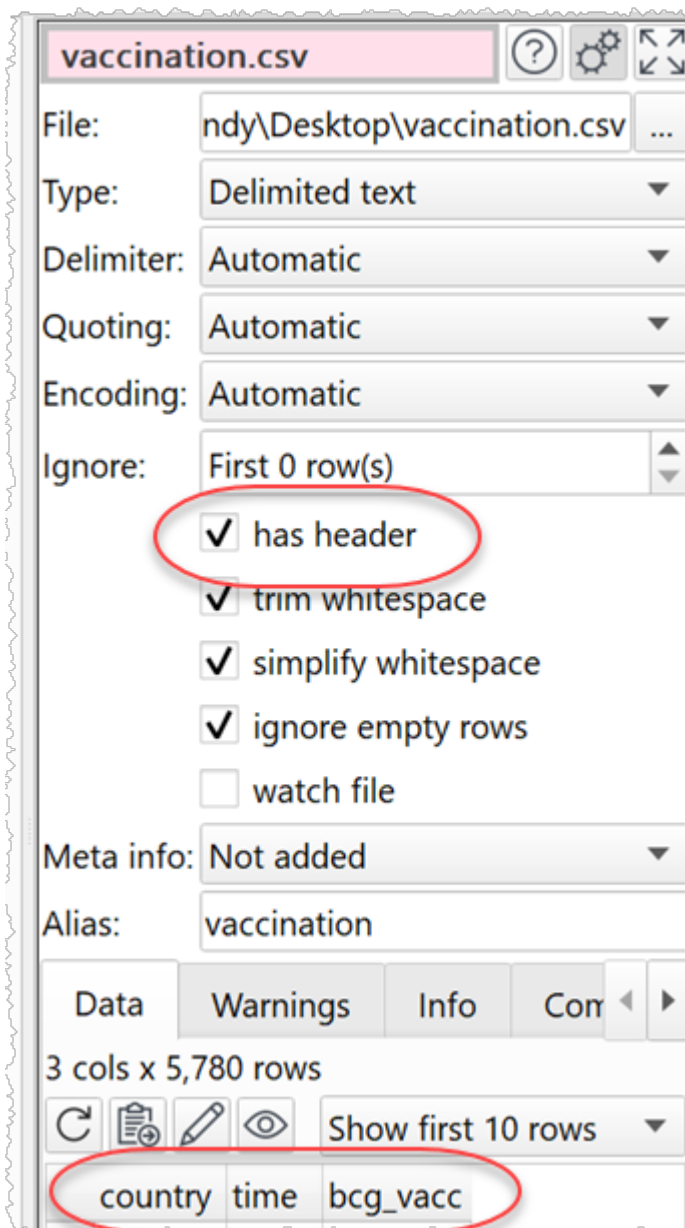 vaccination.csv
File: ndy\Desktop\vaccination.csv ...
Type: Delimited text
Delimiter: Automatic
Quoting: Automatic
Encoding: Automatic
Ignore: First 0 row(s)
has header
trim whitespace
simplify whitespace
ignore empty rows
watch file
Meta info: Not added
Alias: vaccination
Data Warnings Info Com
3 cols x 5,780 rows
Show first 10 rows
country time bcg_vacc